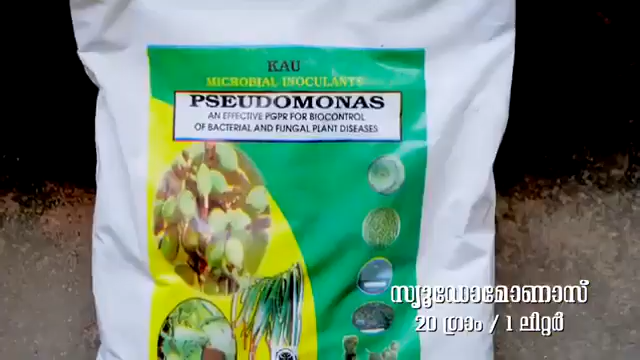 KAU
MICROBIAL INOCULANTS
PSEUDOMONAS
AN EFFECTIVE PGPR FOR BIOCONTROL
OF BACTERIAL AND FUNGAL PLANT DISEASES
സ്യൂഡോമോണാസ്
20 ഗ്രാം / 1 ലിറ്റർ